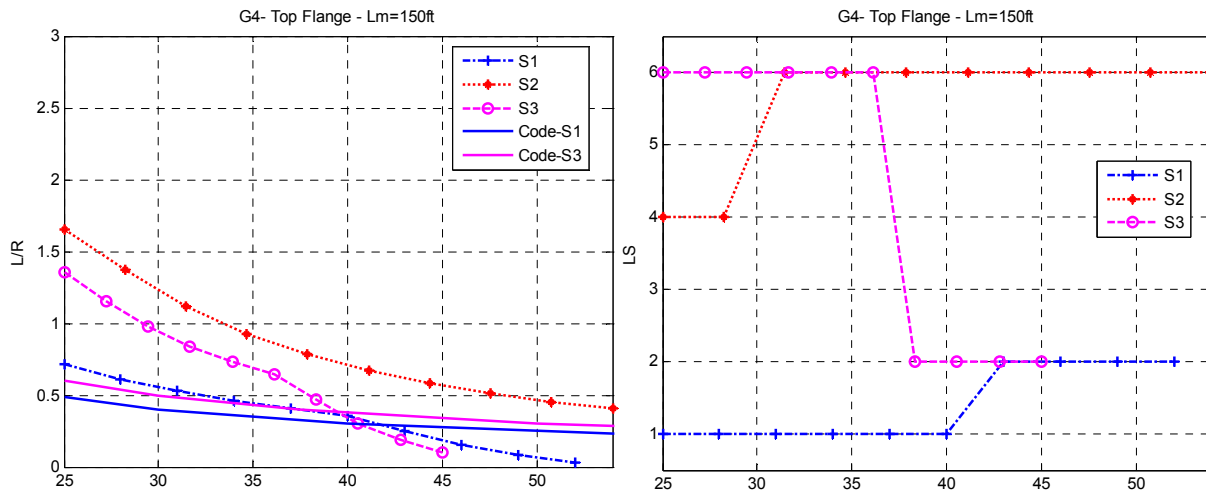 G4- Top Flange - Lm=150ft
3
2.5
2
1.5
1
0.5
0
L/R
25 30 35 40 45 50
S1
S2
S3
Code-S1
Code-S3
G4- Top Flange - Lm=150ft
6
5
4
3
2
1
LS
25 30 35 40 45 50
S1
S2
S3